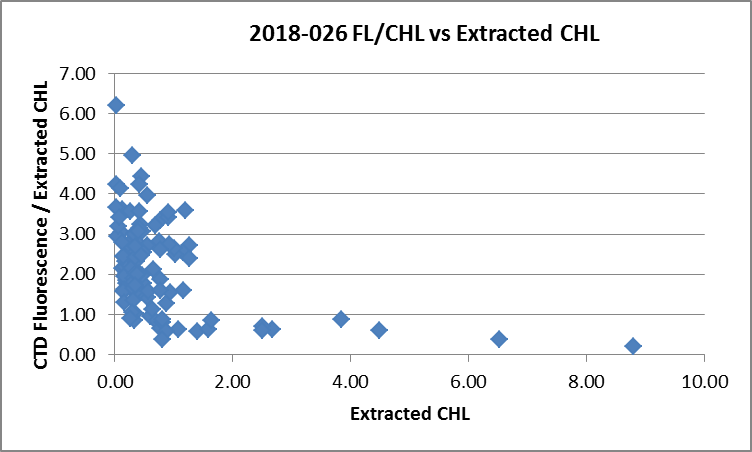 2018-026 FL/CHL vs Extracted CHL
CTD Fluorescence / Extracted CHL
7.00
6.00
5.00
4.00
3.00
2.00
1.00
0.00
0.00 2.00 4.00 6.00 8.00 10.00
Extracted CHL